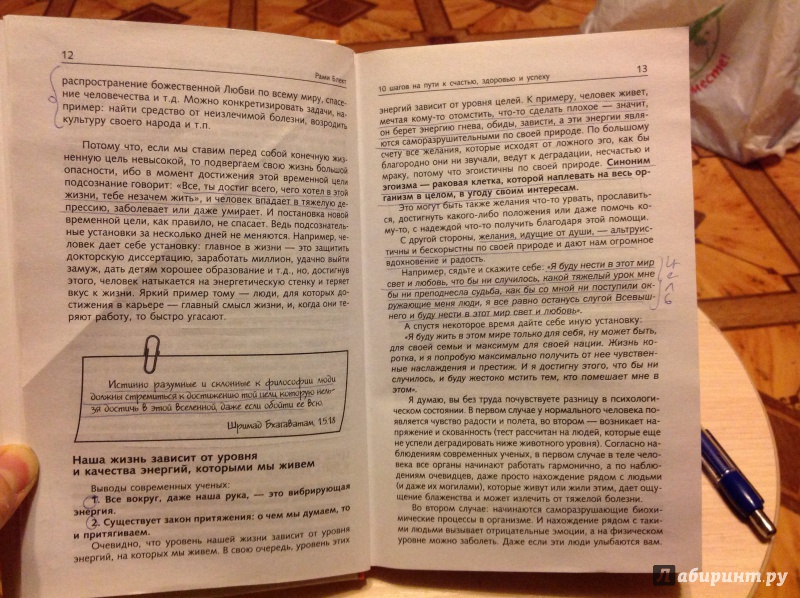 12
Рами Блект
распространение божественной Любви по всему миру, спасе-
ние человечества и т.д. Можно конкретизировать задачи, на-
пример: найти средство от неизлечимой болезни, возродить
культуру своего народа и т.п.
Потому что, если мы ставим перед собой конечную жиз-
ненную цель невысокой, то подвергаем свою жизнь большой
опасности, ибо в момент достижения этой временной цели
подсознание говорит: «Все, ты достиг всего, чего хотел в этой
жизни, тебе незачем жить», и человек впадает в тяжелую де-
прессию, заболевает или даже умирает. И постановка новой
временной цели, как правило, не спасает. Ведь подсознатель-
ные установки за несколько дней не меняются. Например, че-
ловек дает себе установку: главное в жизни — это защитить
докторскую диссертацию, заработать миллион, удачно выйти
замуж, дать детям хорошее образование и т.д., но, достигнув
этого, человек натыкается на энергетическую стенку и теряет
вкус к жизни. Яркий пример тому — люди, для которых до-
стижения в карьере — главный смысл жизни, и, когда они те-
ряют работу, то быстро угасают.
Истинно разумные и склонные к философии люди
должны стремиться к достижению той цели, которую нель-
зя достичь в этой вселенной, даже если обойти ее всю.
Шримад Бхагаватам, 1.5.18
Наша жизнь зависит от уровня
и качества энергий, которыми мы живем
Выводы современных ученых:
1. Все вокруг, даже наша рука, — это вибрирующая
энергия.
2. Существует закон притяжения: о чем мы думаем, то
и притягиваем.
Очевидно, что уровень нашей жизни зависит от уровня
энергий, на которых мы живем. В свою очередь, уровень этих
10 шагов на пути к счастью, здоровью и успеху
13
энергий зависит от уровня целей. К примеру, человек живет,
мечтая кому-то отомстить, что-то сделать плохое — значит,
он берет энергию гнева, обиды, зависти, а эти энергии явля-
ются саморазрушительными по своей природе. По большому
счету все желания, которые исходят от ложного эго, как бы
благородно они ни звучали, ведут к деградации, несчастью и
мраку, потому что эгоистичны по своей природе. Синоним
эгоизма — раковая клетка, которой наплевать на весь ор-
ганизм в целом, в угоду своим интересам.
Это могут быть также желания что-то урвать, прославить-
ся, достигнуть какого-либо положения или даже помочь ко-
му-то, с надеждой что-то получить благодаря этой помощи.
С другой стороны, желания, идущие от души, — альтруис-
тичны и бескорыстны по своей природе и дают нам огромное
вдохновение и радость.
Например, сядьте и скажите себе: «Я буду нести в этот мир
свет и любовь, что бы ни случилось, какой тяжелый урок мне
бы ни преподнесла судьба, как бы со мной ни поступили ок-
ружающие меня люди, я все равно останусь слугой Всевыш-
него и буду нести в этот мир свет и любовь».
А спустя некоторое время дайте себе иную установку:
«Я буду жить в этом мире только для себя, ну может быть,
для своей семьи и максимум для своей нации. Жизнь ко-
ротка, и я попробую максимально получить от нее чувствен-
ные наслаждения и престиж. И я достигну этого, что бы ни
случилось, и буду жестоко мстить тем, кто помешает мне в
этом».
Я думаю, вы без труда почувствуете разницу в психологи-
ческом состоянии. В первом случае у нормального человека по-
является чувство радости и полета, во втором — возникает на-
пряжение и скованность (тест рассчитан на людей, которые еще
не успели деградировать ниже животного уровня). Согласно на-
блюдениям современных ученых, в первом случае в теле чело-
века все органы начинают работать гармонично, а по наблю-
дениям очевидцев, даже просто нахождение рядом с людьми
(и даже их могилами), которые живут или жили этим, дает ощу-
щение блаженства и может излечить от тяжелой болезни.
Во втором случае: начинаются саморазрушающие биохи-
мические процессы в организме. И нахождение рядом с таки-
ми людьми вызывает отрицательные эмоции, а на физическом
уровне можно заболеть. Даже если эти люди улыбаются вам.
цель
вместе!
Лабиринт.ру